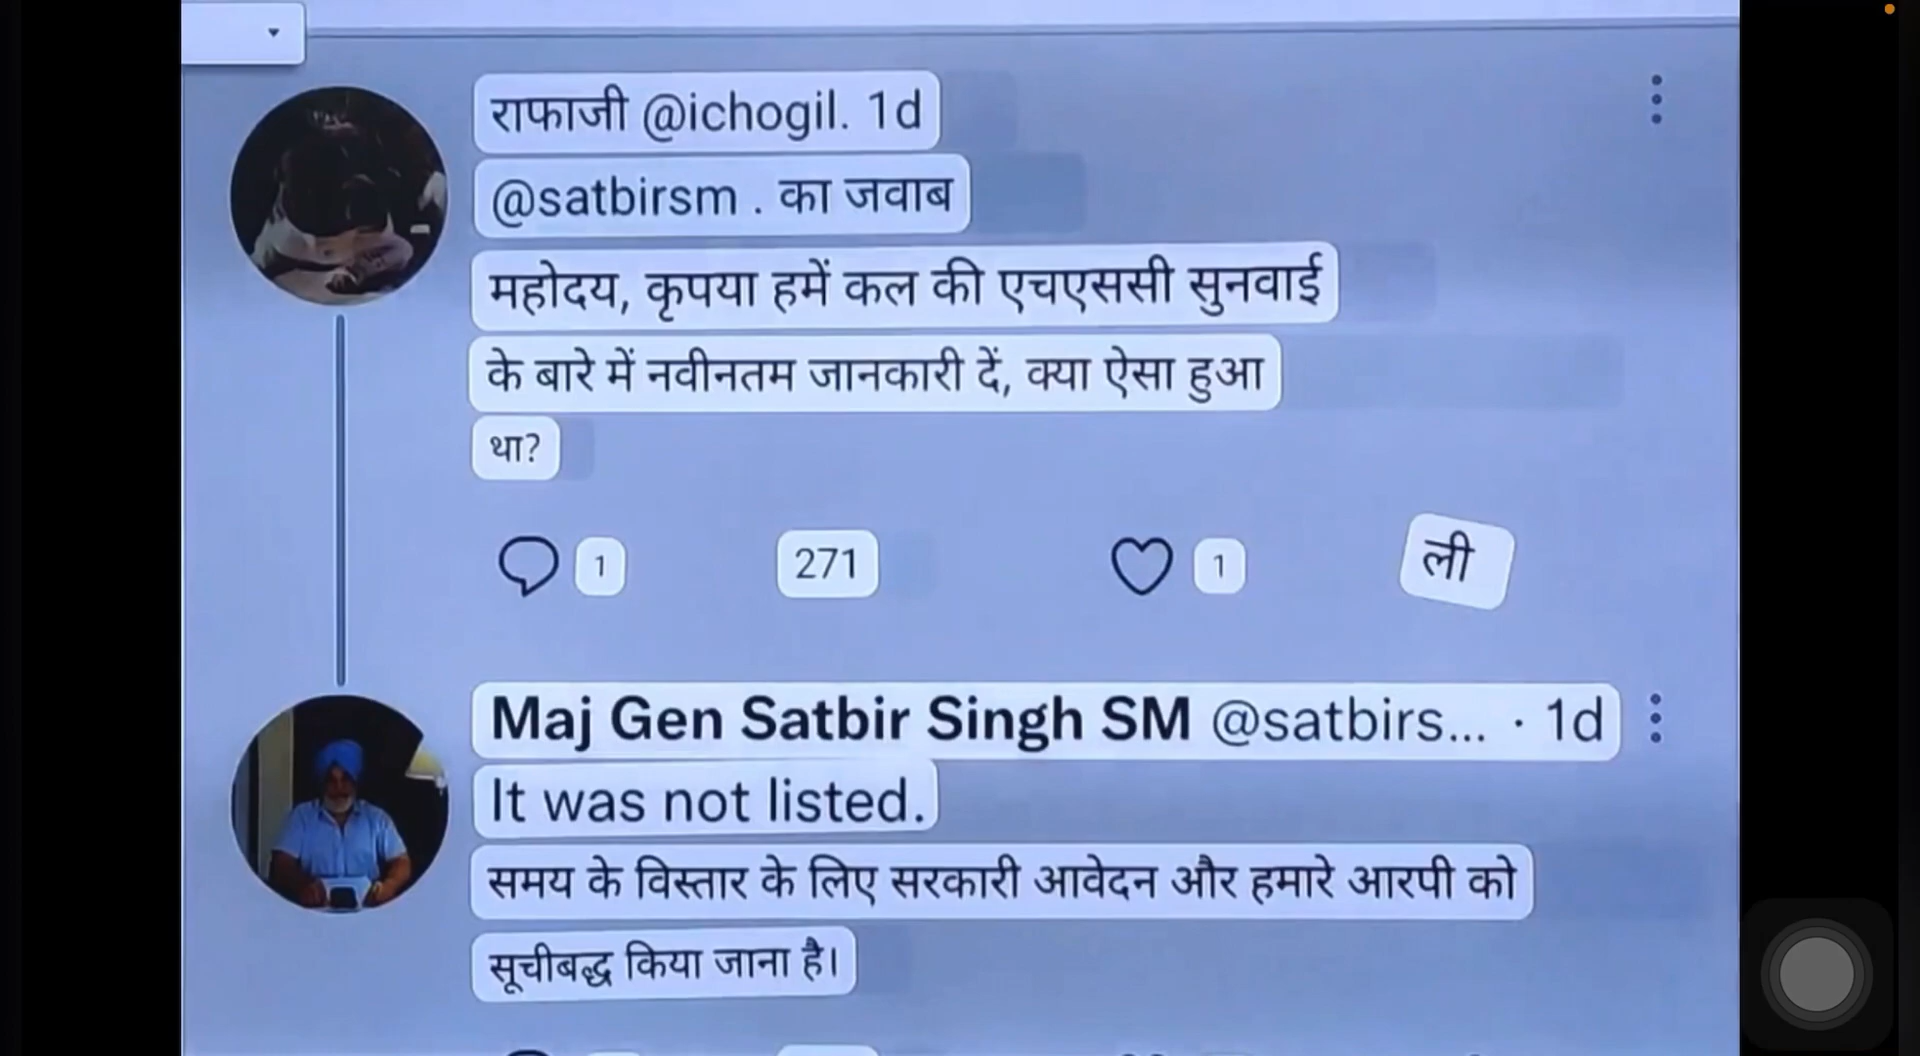 राफाजी @ichogil. 1d
@satbirsm . का जवाब
महोदय, कृपया हमें कल की एचएससी सुनवाई
के बारे में नवीनतम जानकारी दें, क्या ऐसा हुआ
था?
1 271 1 ली
Maj Gen Satbir Singh SM @satbirs... · 1d
It was not listed.
समय के विस्तार के लिए सरकारी आवेदन और हमारे आरपी को
सूचीबद्ध किया जाना है।